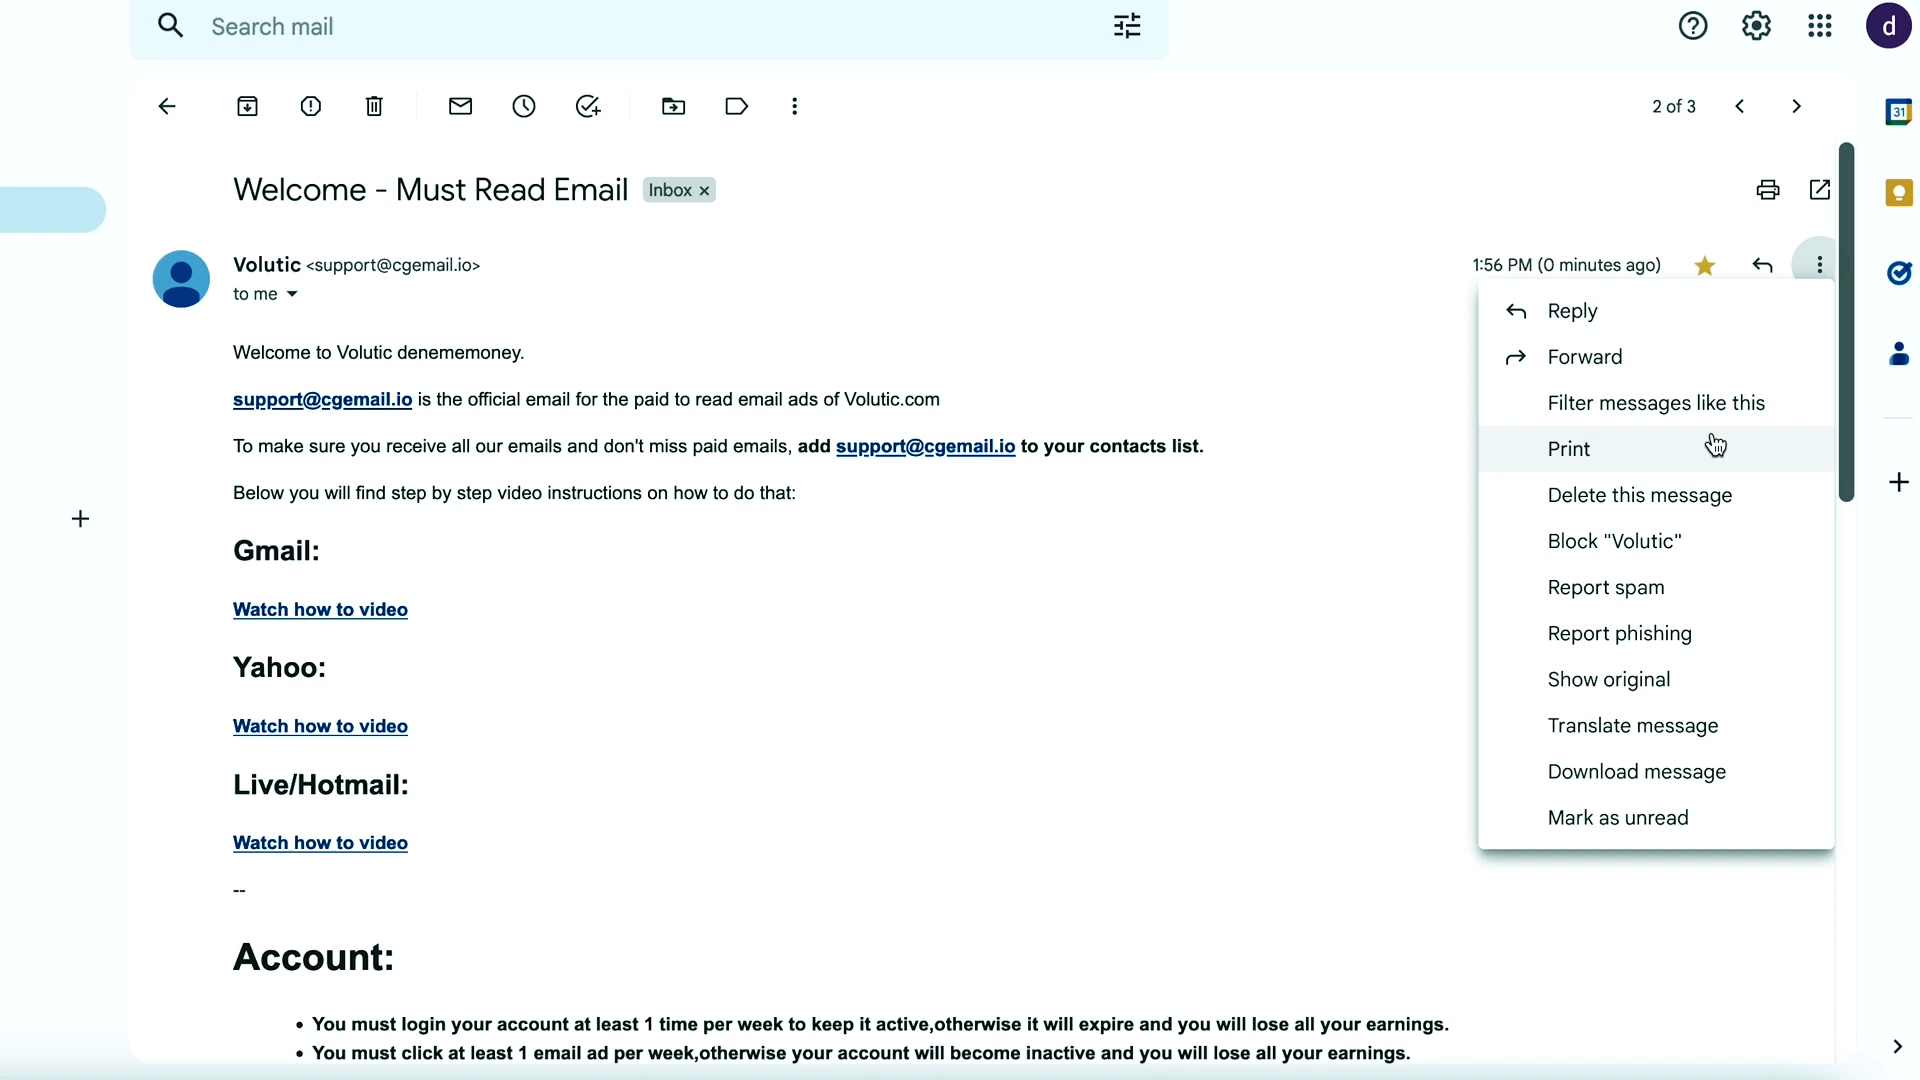 Search mail
d
2 of 3
31
Welcome - Must Read Email Inbox ×
Volutic <support@cgemail.io>
1:56 PM (0 minutes ago)
to me
Reply
Forward
Filter messages like this
Print
Delete this message
Block "Volutic"
Report spam
Report phishing
Show original
Translate message
Download message
Mark as unread
Welcome to Volutic denememoney.
support@cgemail.io is the official email for the paid to read email ads of Volutic.com
To make sure you receive all our emails and don't miss paid emails, add support@cgemail.io to your contacts list.
Below you will find step by step video instructions on how to do that:
Gmail:
Watch how to video
Yahoo:
Watch how to video
Live/Hotmail:
Watch how to video
--
Account:
• You must login your account at least 1 time per week to keep it active,otherwise it will expire and you will lose all your earnings.
• You must click at least 1 email ad per week,otherwise your account will become inactive and you will lose all your earnings.